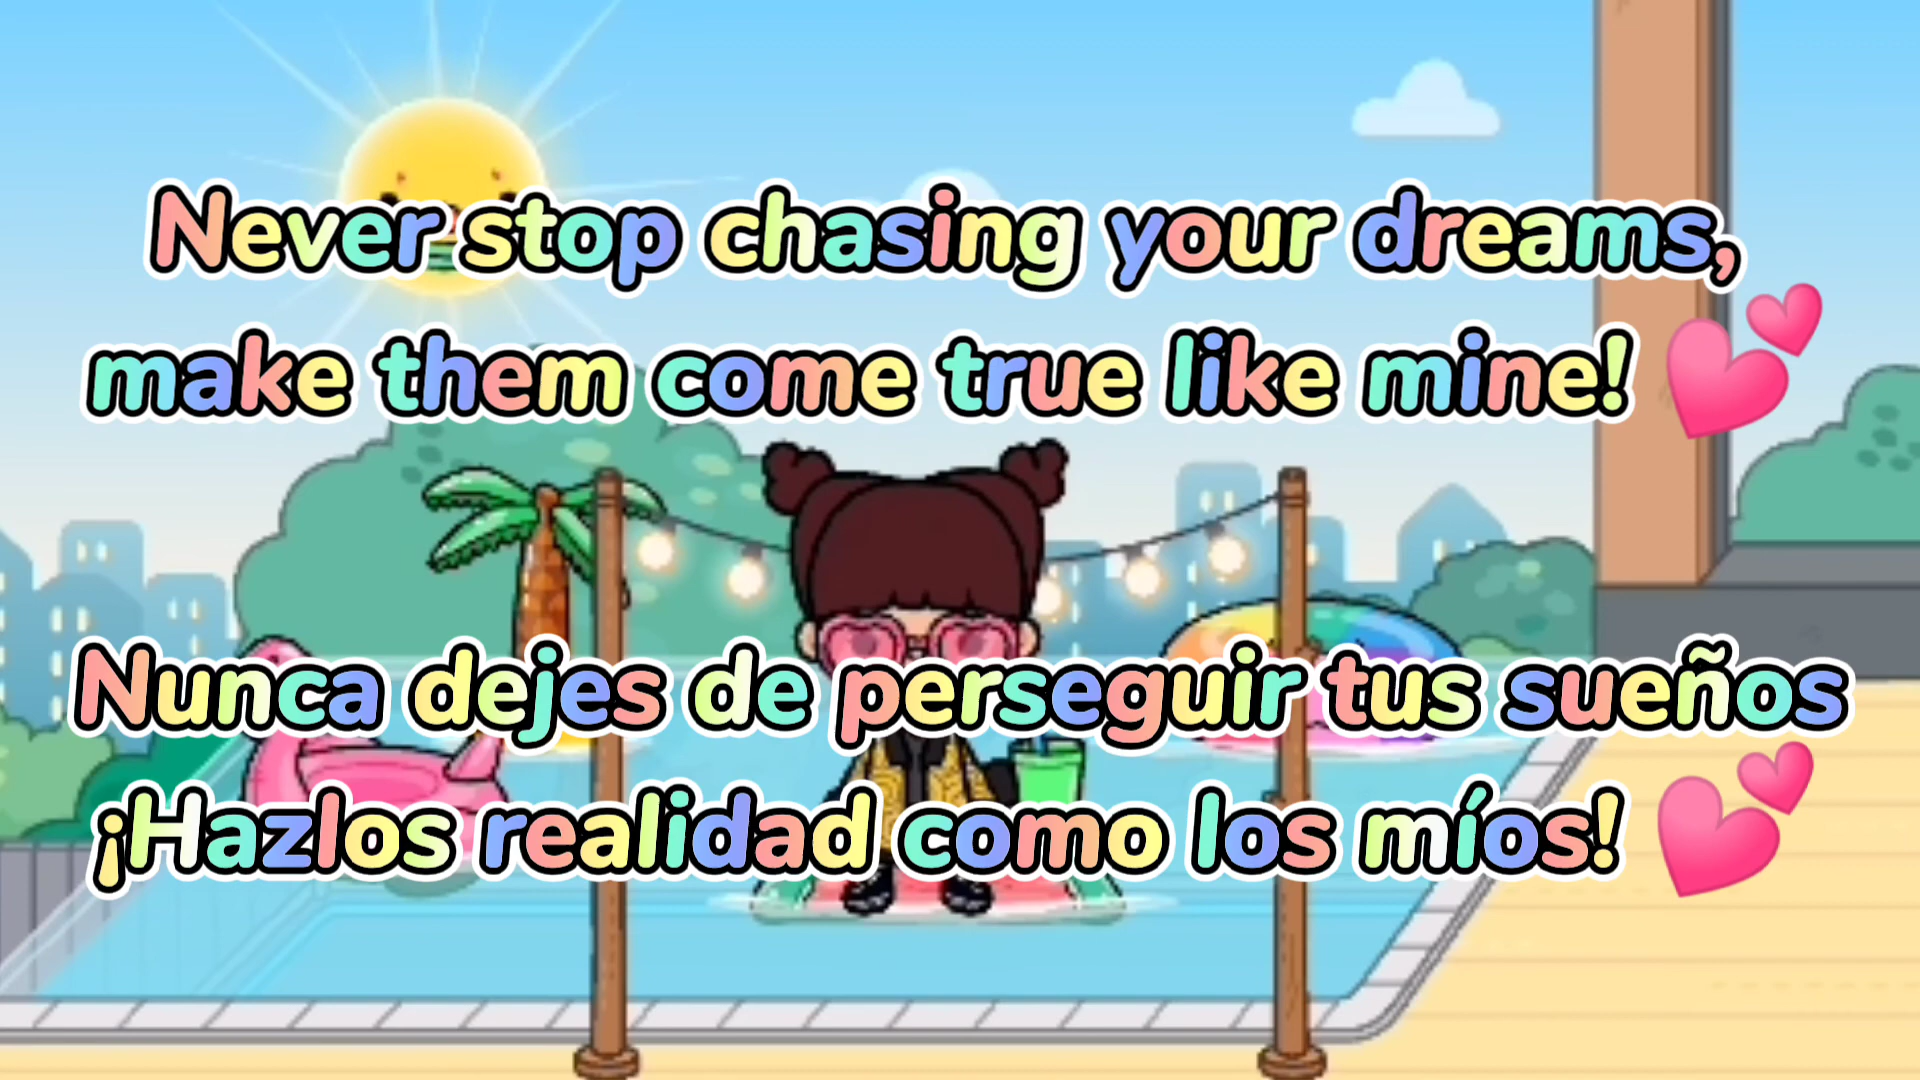 Never stop chasing your dreams,
make them come true like mine! 💕
Nunca dejes de perseguir tus sueños
¡Hazlos realidad como los míos! 💕